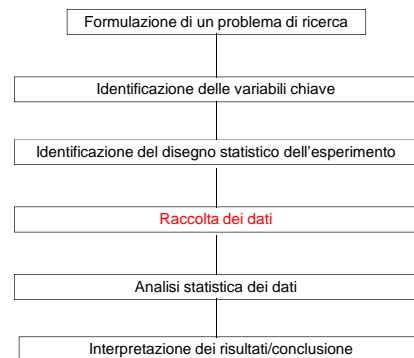 Formulazione di un problema di ricerca
Identificazione delle variabili chiave
Identificazione del disegno statistico dell'esperimento
Raccolta dei dati
Analisi statistica dei dati
Interpretazione dei risultati/conclusione